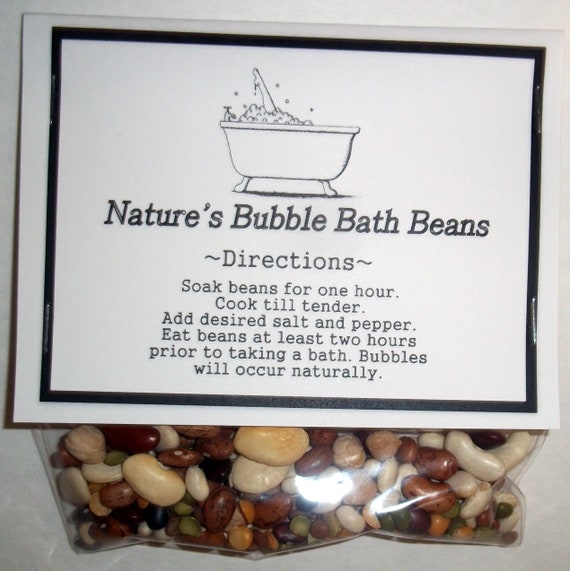 Nature's Bubble Bath Beans
~Directions~
Soak beans for one hour.
Cook till tender.
Add desired salt and pepper.
Eat beans at least two hours
prior to taking a bath. Bubbles
will occur naturally.